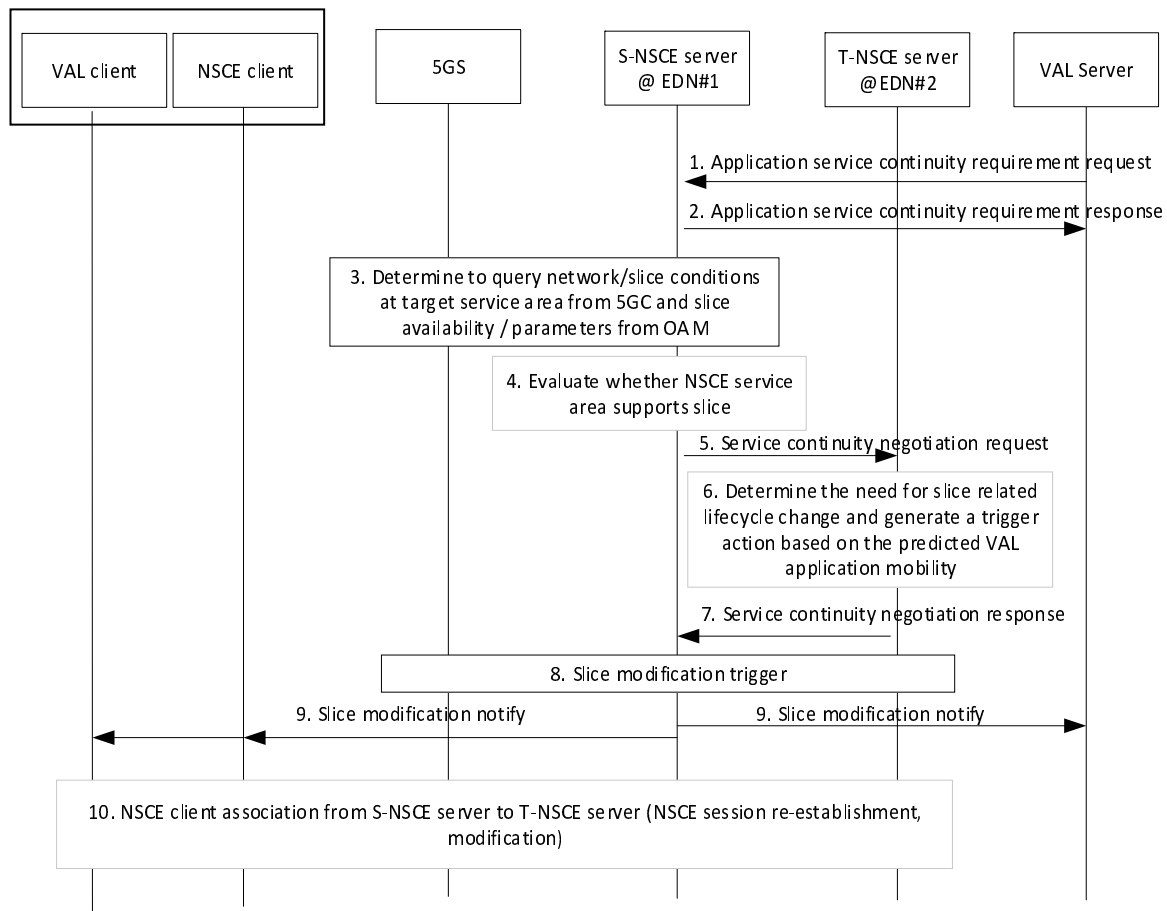 VAL client
NSCE client
5GS
S-NSCE server
@ EDN#1
T-NSCE server
@EDN#2
VAL Server
1. Application service continuity requirement request
2. Application service continuity requirement response
3. Determine to query network/slice conditions
at target service area from 5GC and slice
availability / parameters from OAM
4. Evaluate whether NSCE service
area supports slice
5. Service continuity negotiation request
6. Determine the need for slice related
lifecycle change and generate a trigger
action based on the predicted VAL
application mobility
7. Service continuity negotiation response
8. Slice modification trigger
9. Slice modification notify
9. Slice modification notify
10. NSCE client association from S-NSCE server to T-NSCE server (NSCE session re-establishment,
modification)